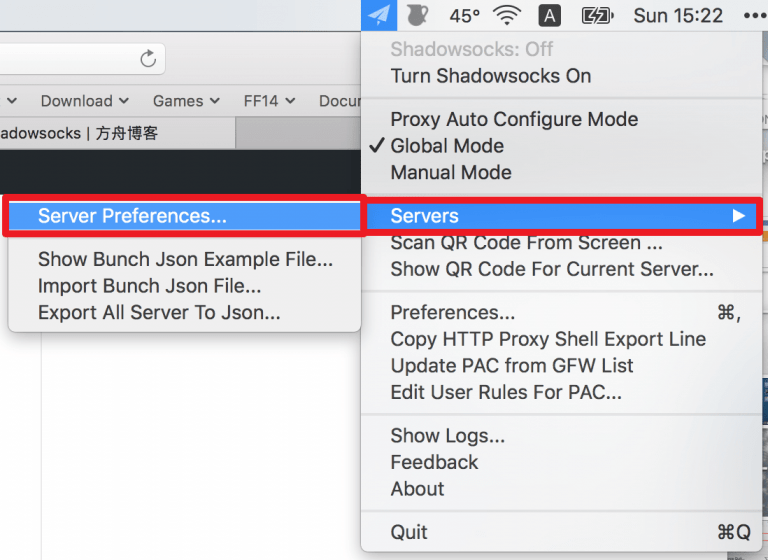 45° A Sun 15:22
Shadowsocks: Off
Turn Shadowsocks On
Download Games FF14 Docu
adowsocks | 方舟博客
Proxy Auto Configure Mode
Global Mode
Manual Mode
Servers
Server Preferences...
Show Bunch Json Example File...
Import Bunch Json File...
Export All Server To Json...
Scan QR Code From Screen ...
Show QR Code For Current Server...
Preferences... ⌘,
Copy HTTP Proxy Shell Export Line
Update PAC from GFW List
Edit User Rules For PAC...
Show Logs...
Feedback
About
Quit ⌘Q